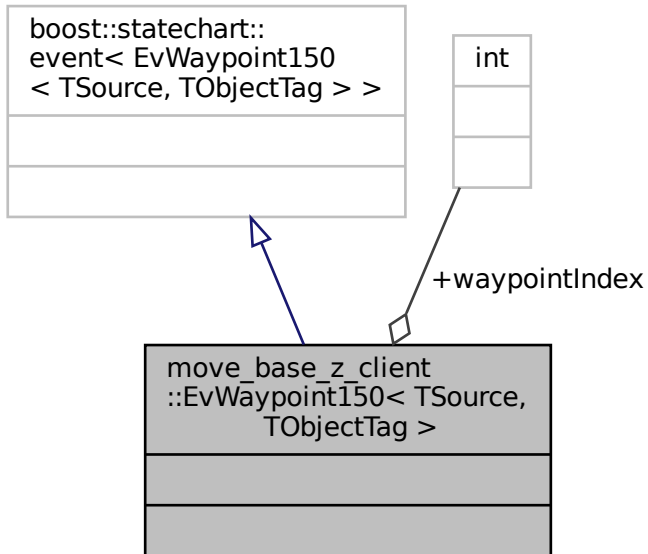 boost::statechart::
event< EvWaypoint150
< TSource, TObjectTag > >
int
+waypointIndex
move_base_z_client
::EvWaypoint150< TSource,
TObjectTag >